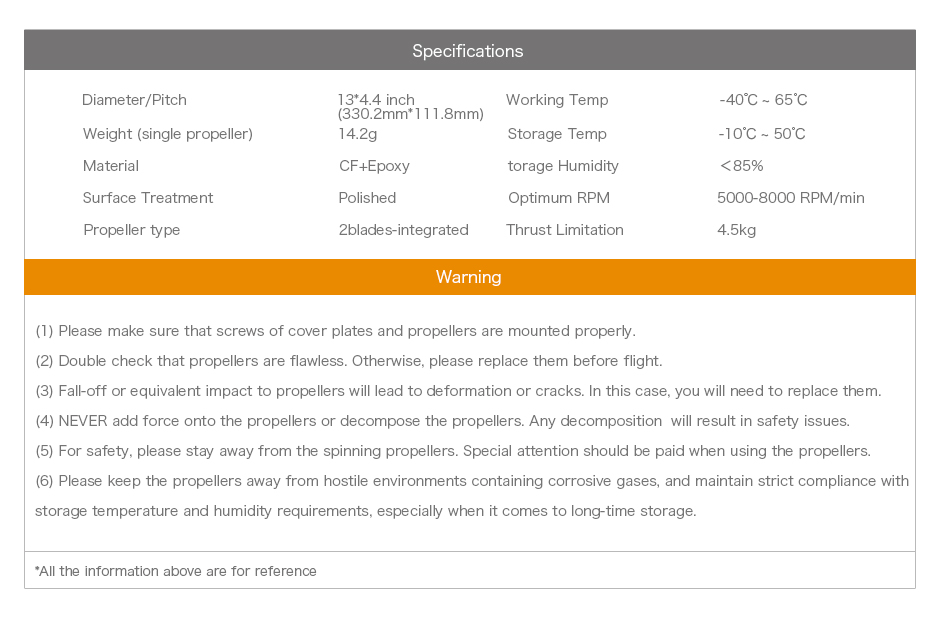 Specifications
Diameter/Pitch 13*4.4 inch Working Temp -40℃ ~ 65℃
(330.2mm*111.8mm)
Weight (single propeller) 14.2g Storage Temp -10℃ ~ 50℃
Material CF+Epoxy torage Humidity ＜85%
Surface Treatment Polished Optimum RPM 5000-8000 RPM/min
Propeller type 2blades-integrated Thrust Limitation 4.5kg
Warning
(1) Please make sure that screws of cover plates and propellers are mounted properly.
(2) Double check that propellers are flawless. Otherwise, please replace them before flight.
(3) Fall-off or equivalent impact to propellers will lead to deformation or cracks. In this case, you will need to replace them.
(4) NEVER add force onto the propellers or decompose the propellers. Any decomposition will result in safety issues.
(5) For safety, please stay away from the spinning propellers. Special attention should be paid when using the propellers.
(6) Please keep the propellers away from hostile environments containing corrosive gases, and maintain strict compliance with
storage temperature and humidity requirements, especially when it comes to long-time storage.
*All the information above are for reference